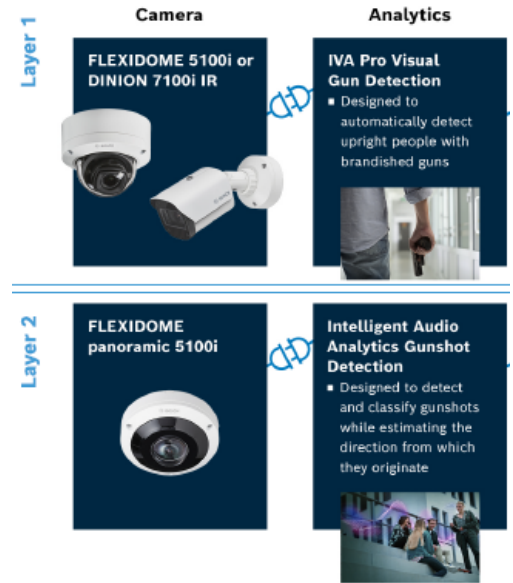 Camera
Analytics
Layer 1
FLEXIDOME 5100i or
DINION 7100i IR
IVA Pro Visual
Gun Detection
▪ Designed to
automatically detect
upright people with
brandished guns
Layer 2
FLEXIDOME
panoramic 5100i
Intelligent Audio
Analytics Gunshot
Detection
▪ Designed to detect
and classify gunshots
while estimating the
direction from which
they originate